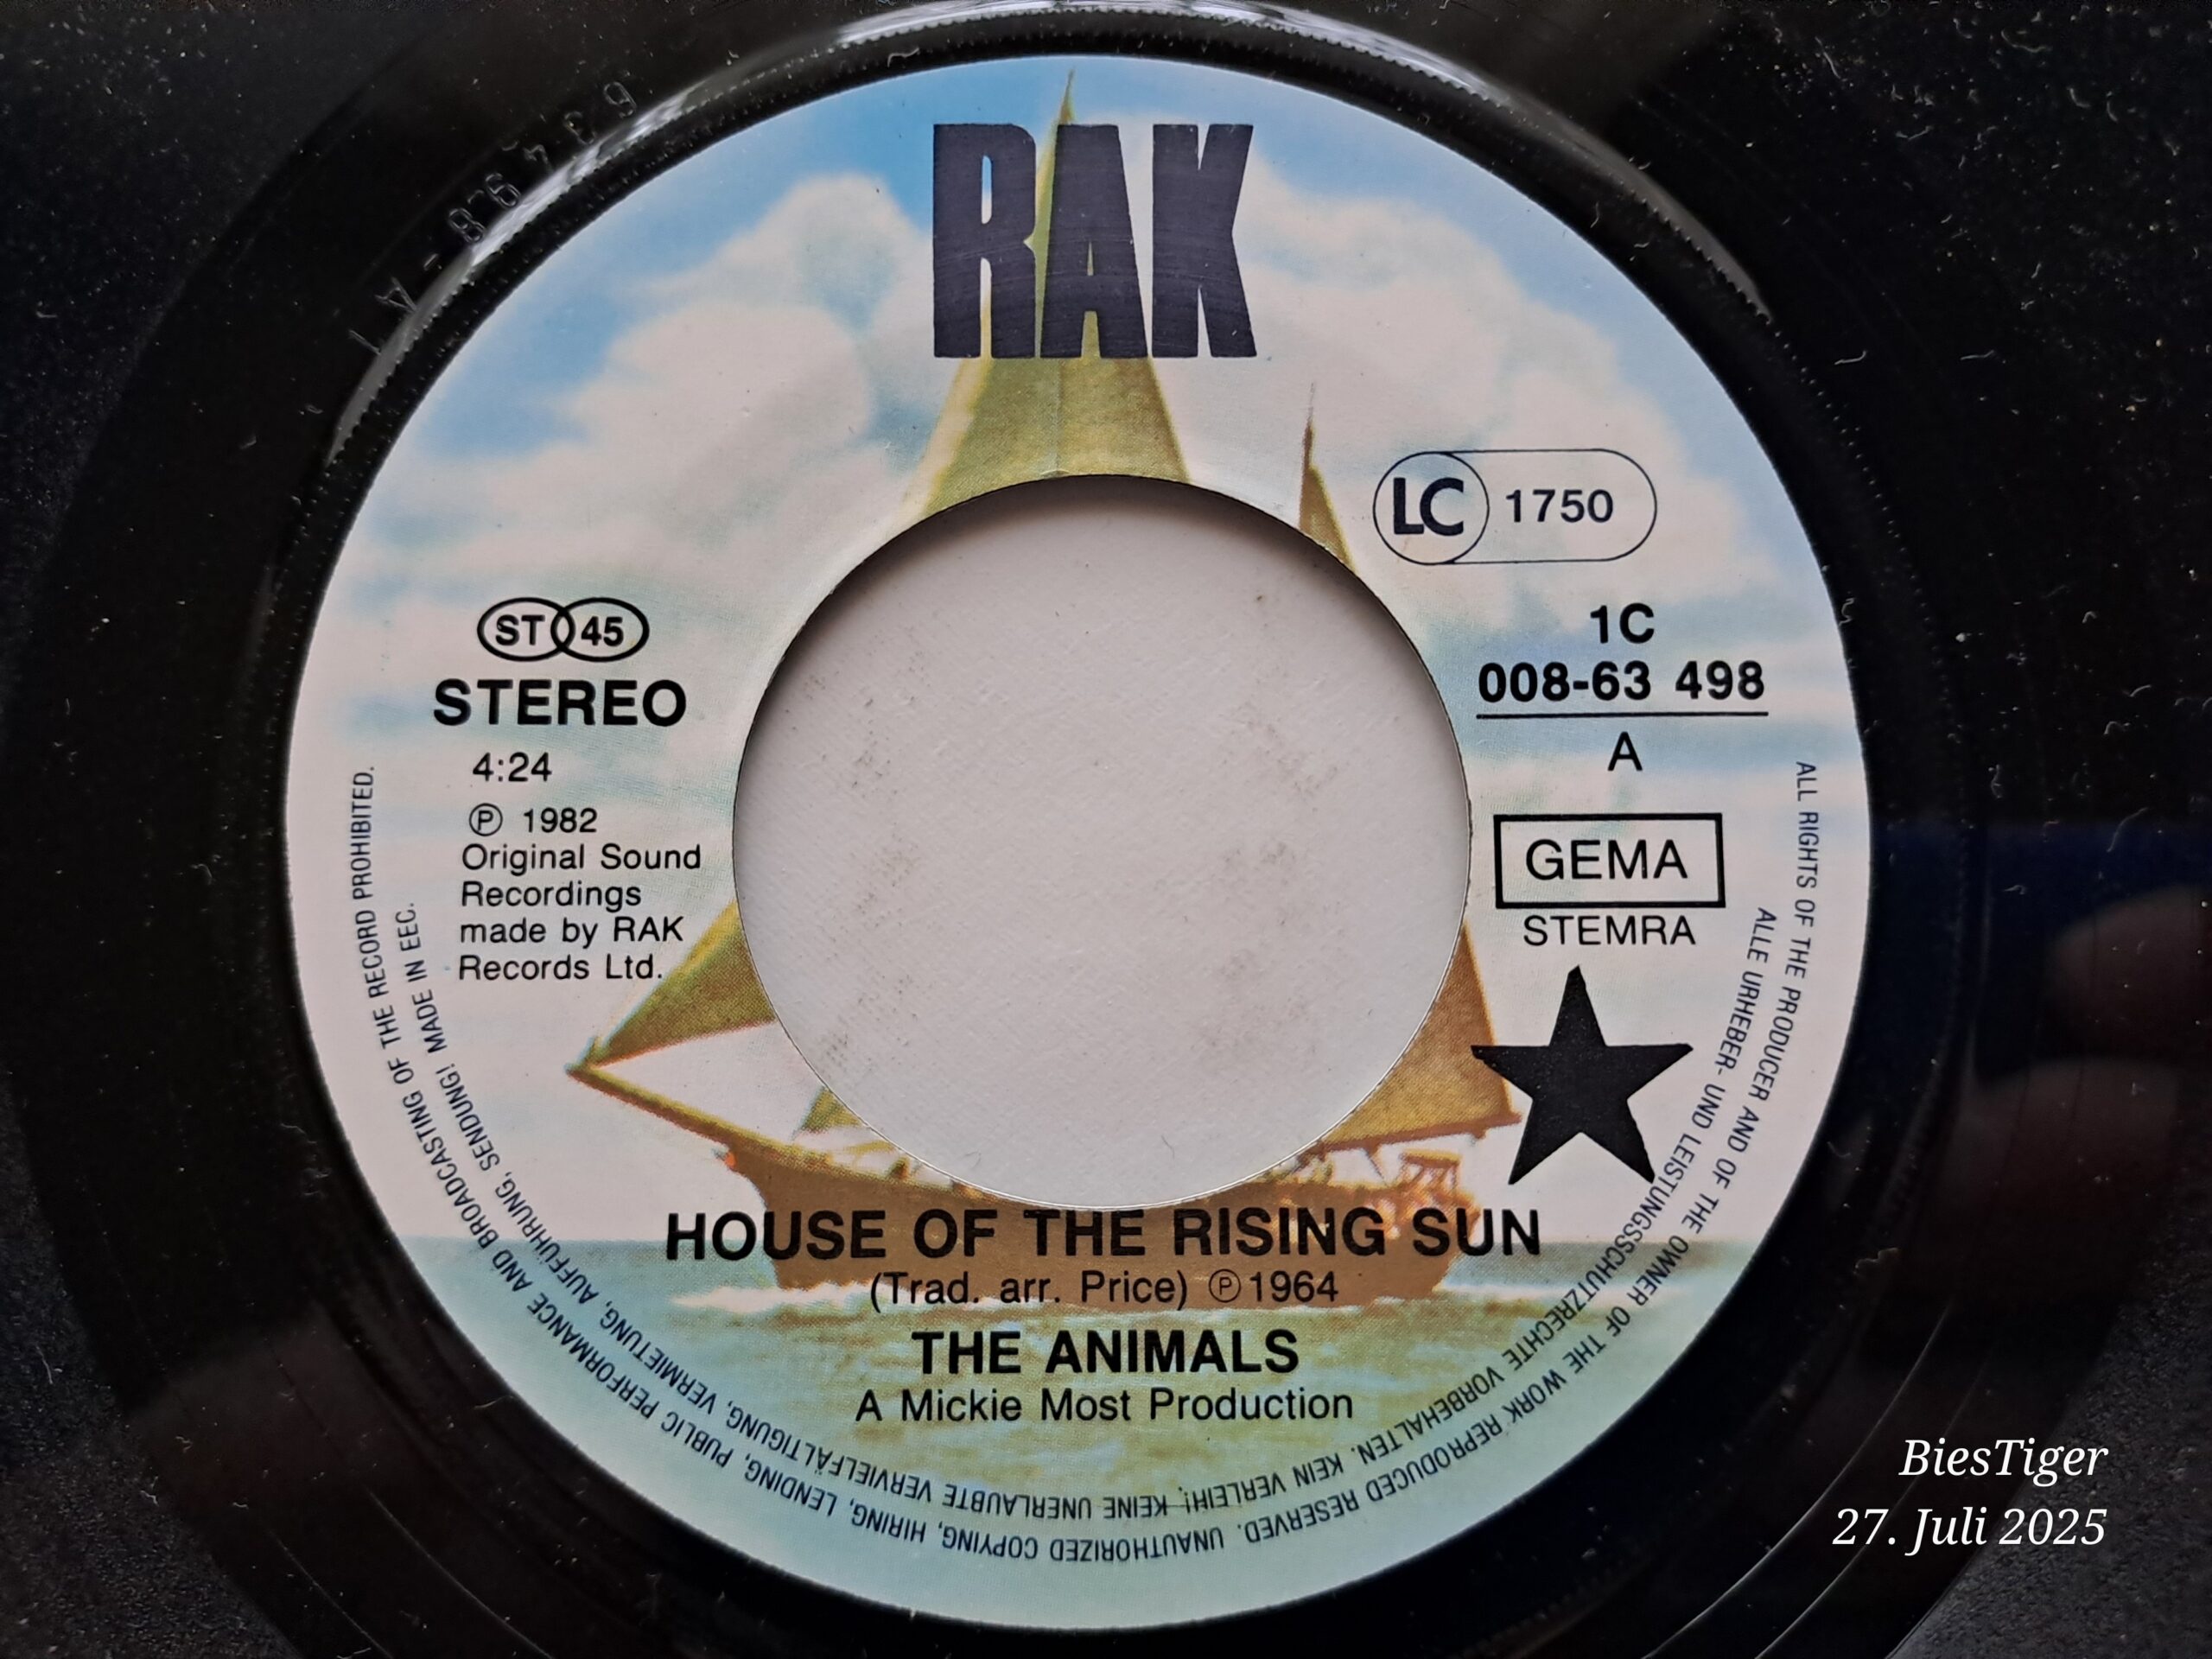 63498-A1
RAK
LC 1750
ST 45
STEREO
4:24
℗ 1982
Original Sound
Recordings
made by RAK
Records Ltd.
1C
008-63 498
A
GEMA
STEMRA
HOUSE OF THE RISING SUN
(Trad. arr. Price) ℗ 1964
THE ANIMALS
A Mickie Most Production
ALL RIGHTS OF THE PRODUCER AND OF THE OWNER OF THE WORK REPRODUCED RESERVED. UNAUTHORIZED COPYING, HIRING, LENDING, PUBLIC PERFORMANCE AND BROADCASTING OF THE RECORD PROHIBITED.
ALLE URHEBER- UND LEISTUNGSSCHUTZRECHTE VORBEHALTEN. KEIN VERLEIH! KEINE UNERLAUBTE VERVIELFÄLTIGUNG, VERMIETUNG, AUFFÜHRUNG, SENDUNG! MADE IN EEC.
BiesTiger
27. Juli 2025